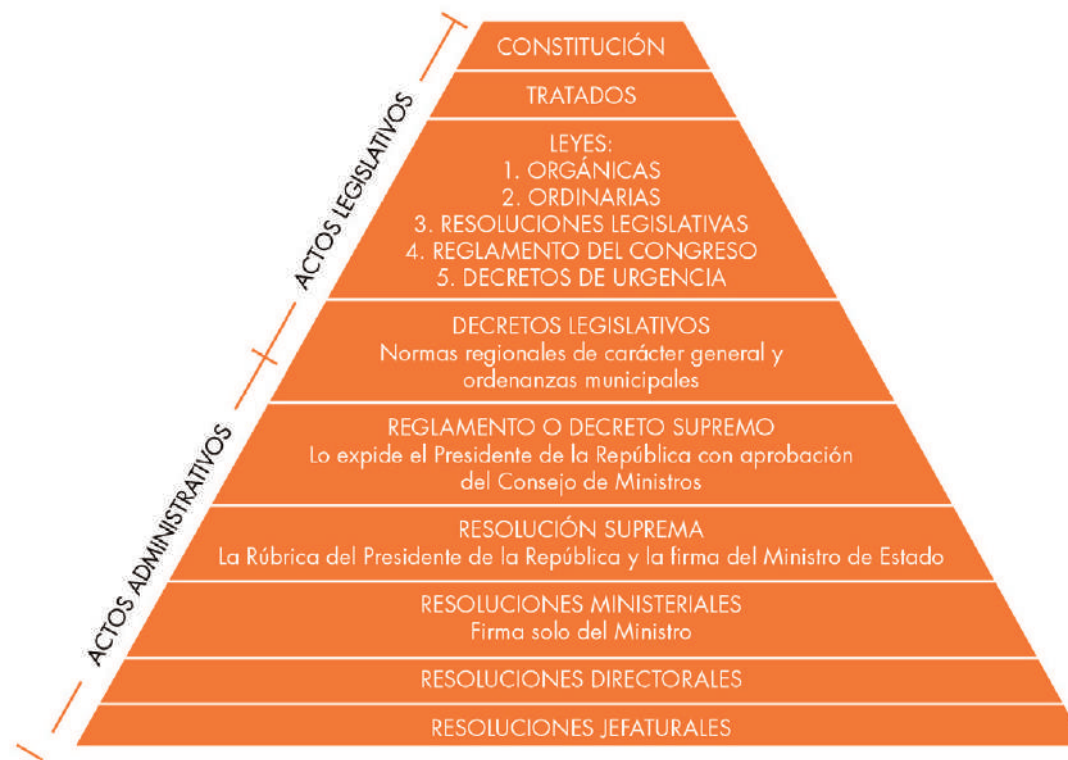 CONSTITUCIÓN
TRATADOS
LEYES:
1. ORGÁNICAS
2. ORDINARIAS
3. RESOLUCIONES LEGISLATIVAS
4. REGLAMENTO DEL CONGRESO
5. DECRETOS DE URGENCIA
DECRETOS LEGISLATIVOS
Normas regionales de carácter general y
ordenanzas municipales
REGLAMENTO O DECRETO SUPREMO
Lo expide el Presidente de la República con aprobación
del Consejo de Ministros
RESOLUCIÓN SUPREMA
La Rúbrica del Presidente de la República y la firma del Ministro de Estado
RESOLUCIONES MINISTERIALES
Firma solo del Ministro
RESOLUCIONES DIRECTORALES
RESOLUCIONES JEFATURALES
ACTOS LEGISLATIVOS
ACTOS ADMINISTRATIVOS